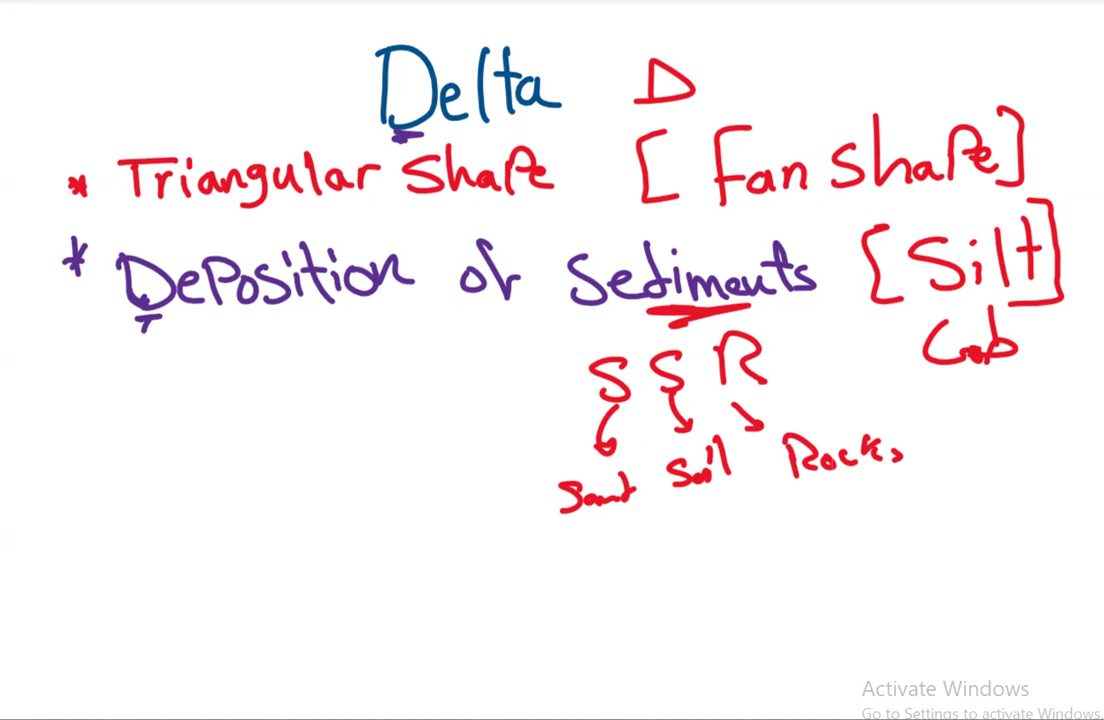 Delta D
* Triangular Shape [Fan Shape]
* Deposition of Sediments [Silt]
S S R
Sand Soil Rocks
Activate Windows
Go to Settings to activate Windows.